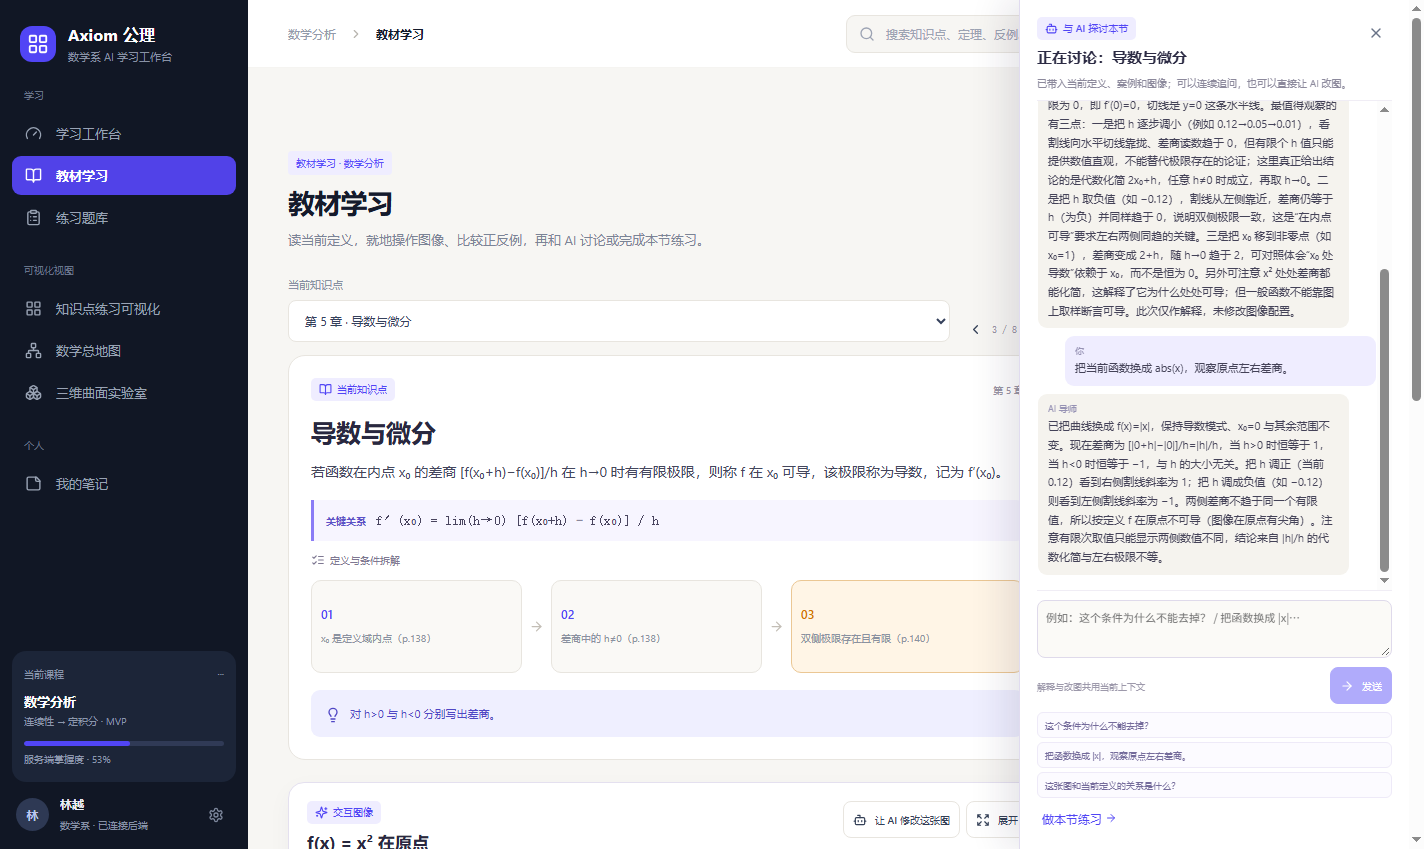 Axiom 公理
数学系 AI 学习工作台
学习
学习工作台
教材学习
练习题库
可视化视图
知识点练习可视化
数学总地图
三维曲面实验室
个人
我的笔记
当前课程
数学分析
连续性 → 定积分 · MVP
服务端掌握度 · 53%
林
林越
数学系 · 已连接后端
数学分析 > 教材学习
搜索知识点、定理、反例
教材学习 · 数学分析
教材学习
读当前定义，就地操作图像、比较正反例，再和 AI 讨论或完成本节练习。
当前知识点
第 5 章 · 导数与微分
3 / 8
当前知识点
第 5 章
导数与微分
若函数在内点 x₀ 的差商 [f(x₀+h)−f(x₀)]/h 在 h→0 时有有限极限，则称 f 在 x₀ 可导，该极限称为导数，记为 f′(x₀)。
关键关系 f′(x₀) = lim(h→0) [f(x₀+h) − f(x₀)] / h
定义与条件拆解
01
x₀ 是定义域内点（p.138）
02
差商中的 h≠0（p.138）
03
双侧极限存在且有限（p.140）
对 h>0 与 h<0 分别写出差商。
交互图像
让 AI 修改这张图
展开
f(x) = x² 在原点
与 AI 探讨本节
正在讨论：导数与微分
已带入当前定义、案例和图像；可以连续追问，也可以直接让 AI 改图。
限为 0，即 f′(0)=0，切线是 y=0 这条水平线。最值得观察的
有三点：一是把 h 逐步调小（例如 0.12→0.05→0.01），看
割线向水平切线靠拢、差商读数趋于 0，但有限个 h 值只能
提供数值直观，不能替代极限存在的论证；这里真正给出结
论的是代数化简 2x₀+h，任意 h≠0 时成立，再取 h→0。二
是把 h 取负值（如 −0.12），割线从左侧靠近，差商仍等于
h（为负）并同样趋于 0，说明双侧极限一致，这是“在内点
可导”要求左右两侧同趋的关键。三是把 x₀ 移到非零点（如
x₀=1），差商变成 2+h，随 h→0 趋于 2，可对照体会“x₀ 处
导数”依赖于 x₀，而不是恒为 0。另外可注意 x² 处处差商都
能化简，这解释了它为什么处处可导；但一般函数不能靠图
上取样断言可导。此次仅作解释，未修改图像配置。
你
把当前函数换成 abs(x)，观察原点左右差商。
AI 导师
已把曲线换成 f(x)=|x|，保持导数模式、x₀=0 与其余范围不
变。现在差商为 [|0+h|−|0|]/h=|h|/h，当 h>0 时恒等于 1，
当 h<0 时恒等于 −1，与 h 的大小无关。把 h 调正（当前
0.12）看到右侧割线斜率为 1；把 h 调成负值（如 −0.12）
则看到左侧割线斜率为 −1。两侧差商不趋于同一个有限
值，所以按定义 f 在原点不可导（图像在原点有尖角）。注
意有限次取值只能显示两侧数值不同，结论来自 |h|/h 的代
数化简与左右极限不等。
例如：这个条件为什么不能去掉？ / 把函数换成 |x|…
解释与改图共用当前上下文
发送
这个条件为什么不能去掉？
把函数换成 |x|，观察原点左右差商。
这张图和当前定义的关系是什么？
做本节练习